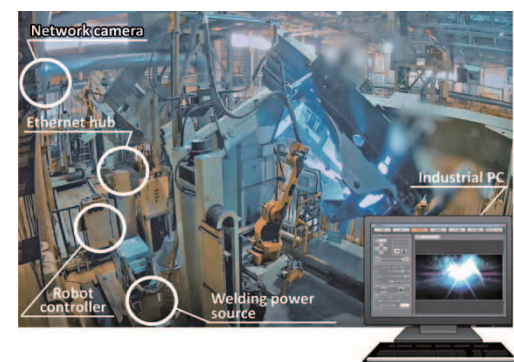 Network camera
Ethernet hub
Industrial PC
Robot
controller
Welding power
source